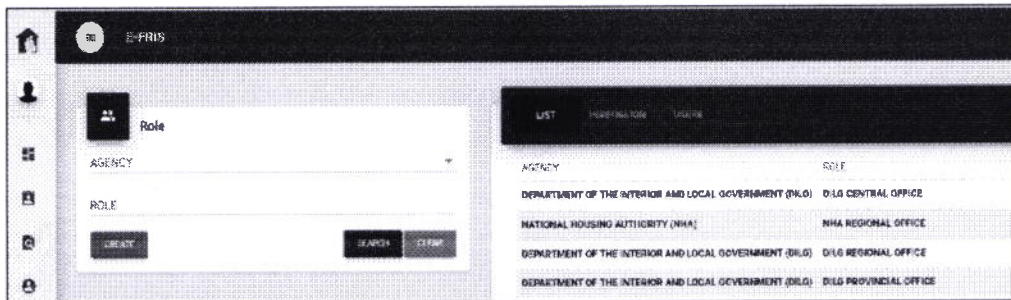 E-FRIS
Role
AGENCY
ROLE
CREATE
SEARCH
CLEAR
LIST
USERS
AGENCY ROLE
DEPARTMENT OF THE INTERIOR AND LOCAL GOVERNMENT (DILG) DILG CENTRAL OFFICE
NATIONAL HOUSING AUTHORITY (NHA) NHA REGIONAL OFFICE
DEPARTMENT OF THE INTERIOR AND LOCAL GOVERNMENT (DILG) DILG REGIONAL OFFICE
DEPARTMENT OF THE INTERIOR AND LOCAL GOVERNMENT (DILG) DILG PROVINCIAL OFFICE